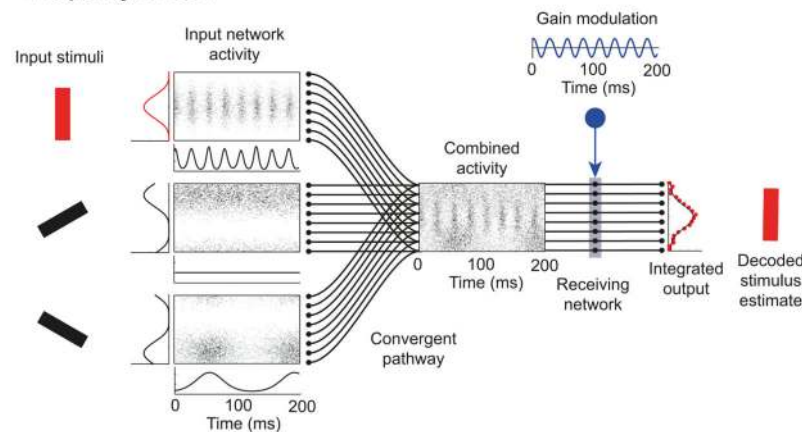 Gain modulation
0 100 200
Time (ms)
Input stimuli
Input network
activity
Combined
activity
0 100 200
Time (ms)
Receiving
network
Integrated
output
Decoded
stimulus
estimate
Convergent
pathway
0 100 200
Time (ms)